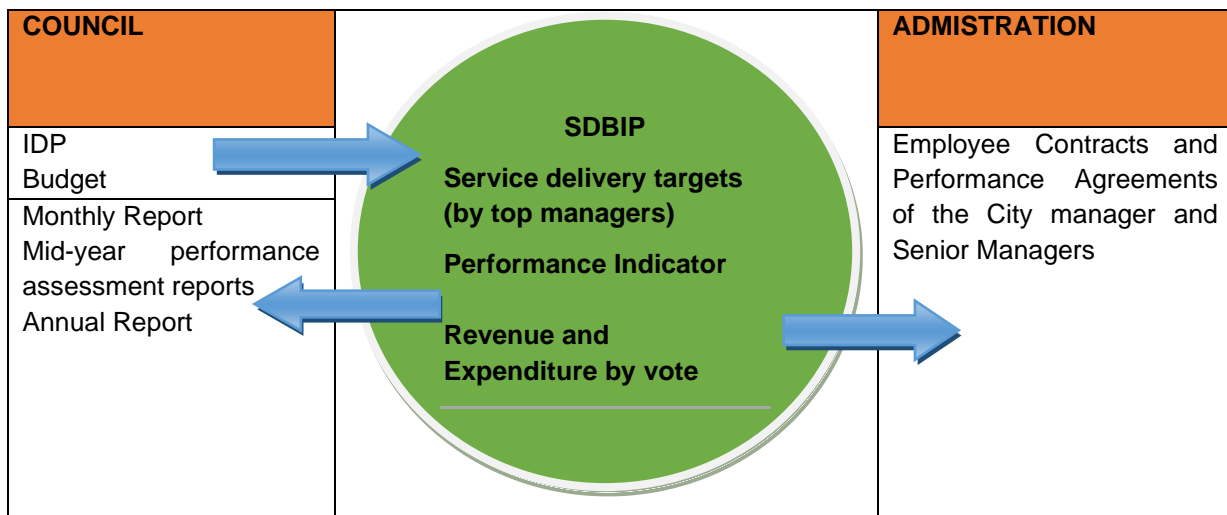 COUNCIL
IDP
Budget
Monthly Report
Mid-year performance
assessment reports
Annual Report
SDBIP
Service delivery targets
(by top managers)
Performance Indicator
Revenue and
Expenditure by vote
ADMISTRATION
Employee Contracts and
Performance Agreements
of the City manager and
Senior Managers